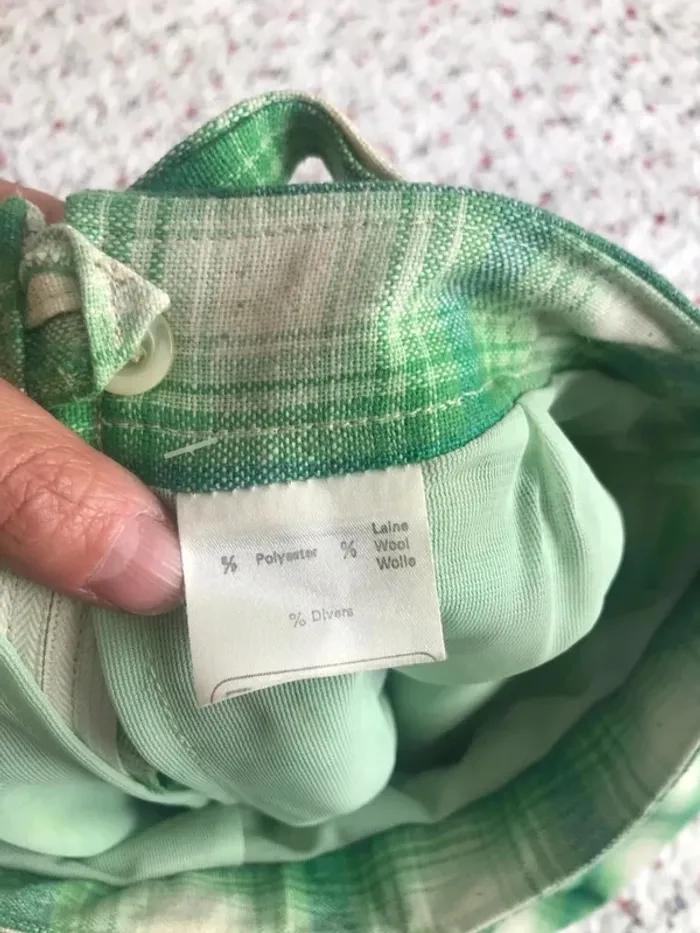 % Polyester % Laine
Wool
Wolle
% Divers